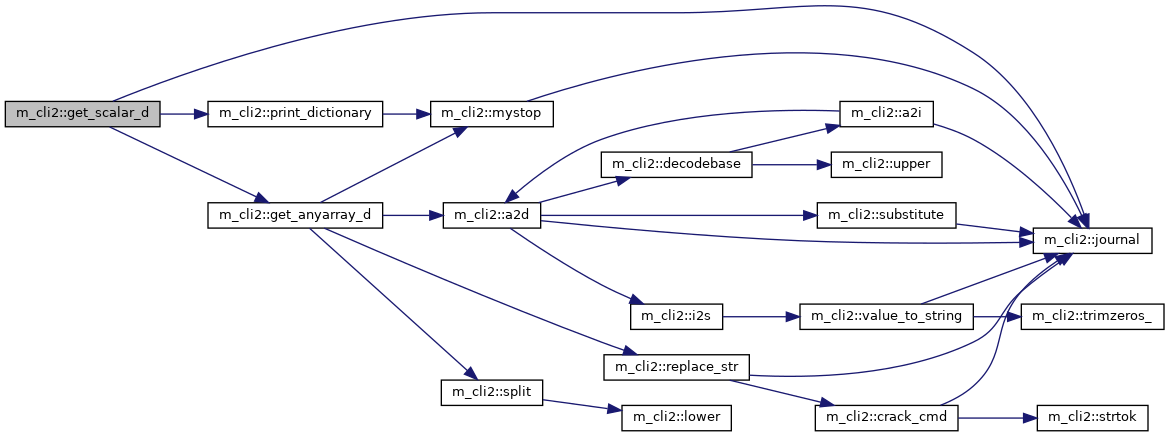 m_cli2::get_scalar_d
m_cli2::print_dictionary
m_cli2::mystop
m_cli2::a2i
m_cli2::decodebase
m_cli2::upper
m_cli2::get_anyarray_d
m_cli2::a2d
m_cli2::substitute
m_cli2::journal
m_cli2::i2s
m_cli2::value_to_string
m_cli2::trimzeros_
m_cli2::replace_str
m_cli2::split
m_cli2::lower
m_cli2::crack_cmd
m_cli2::strtok